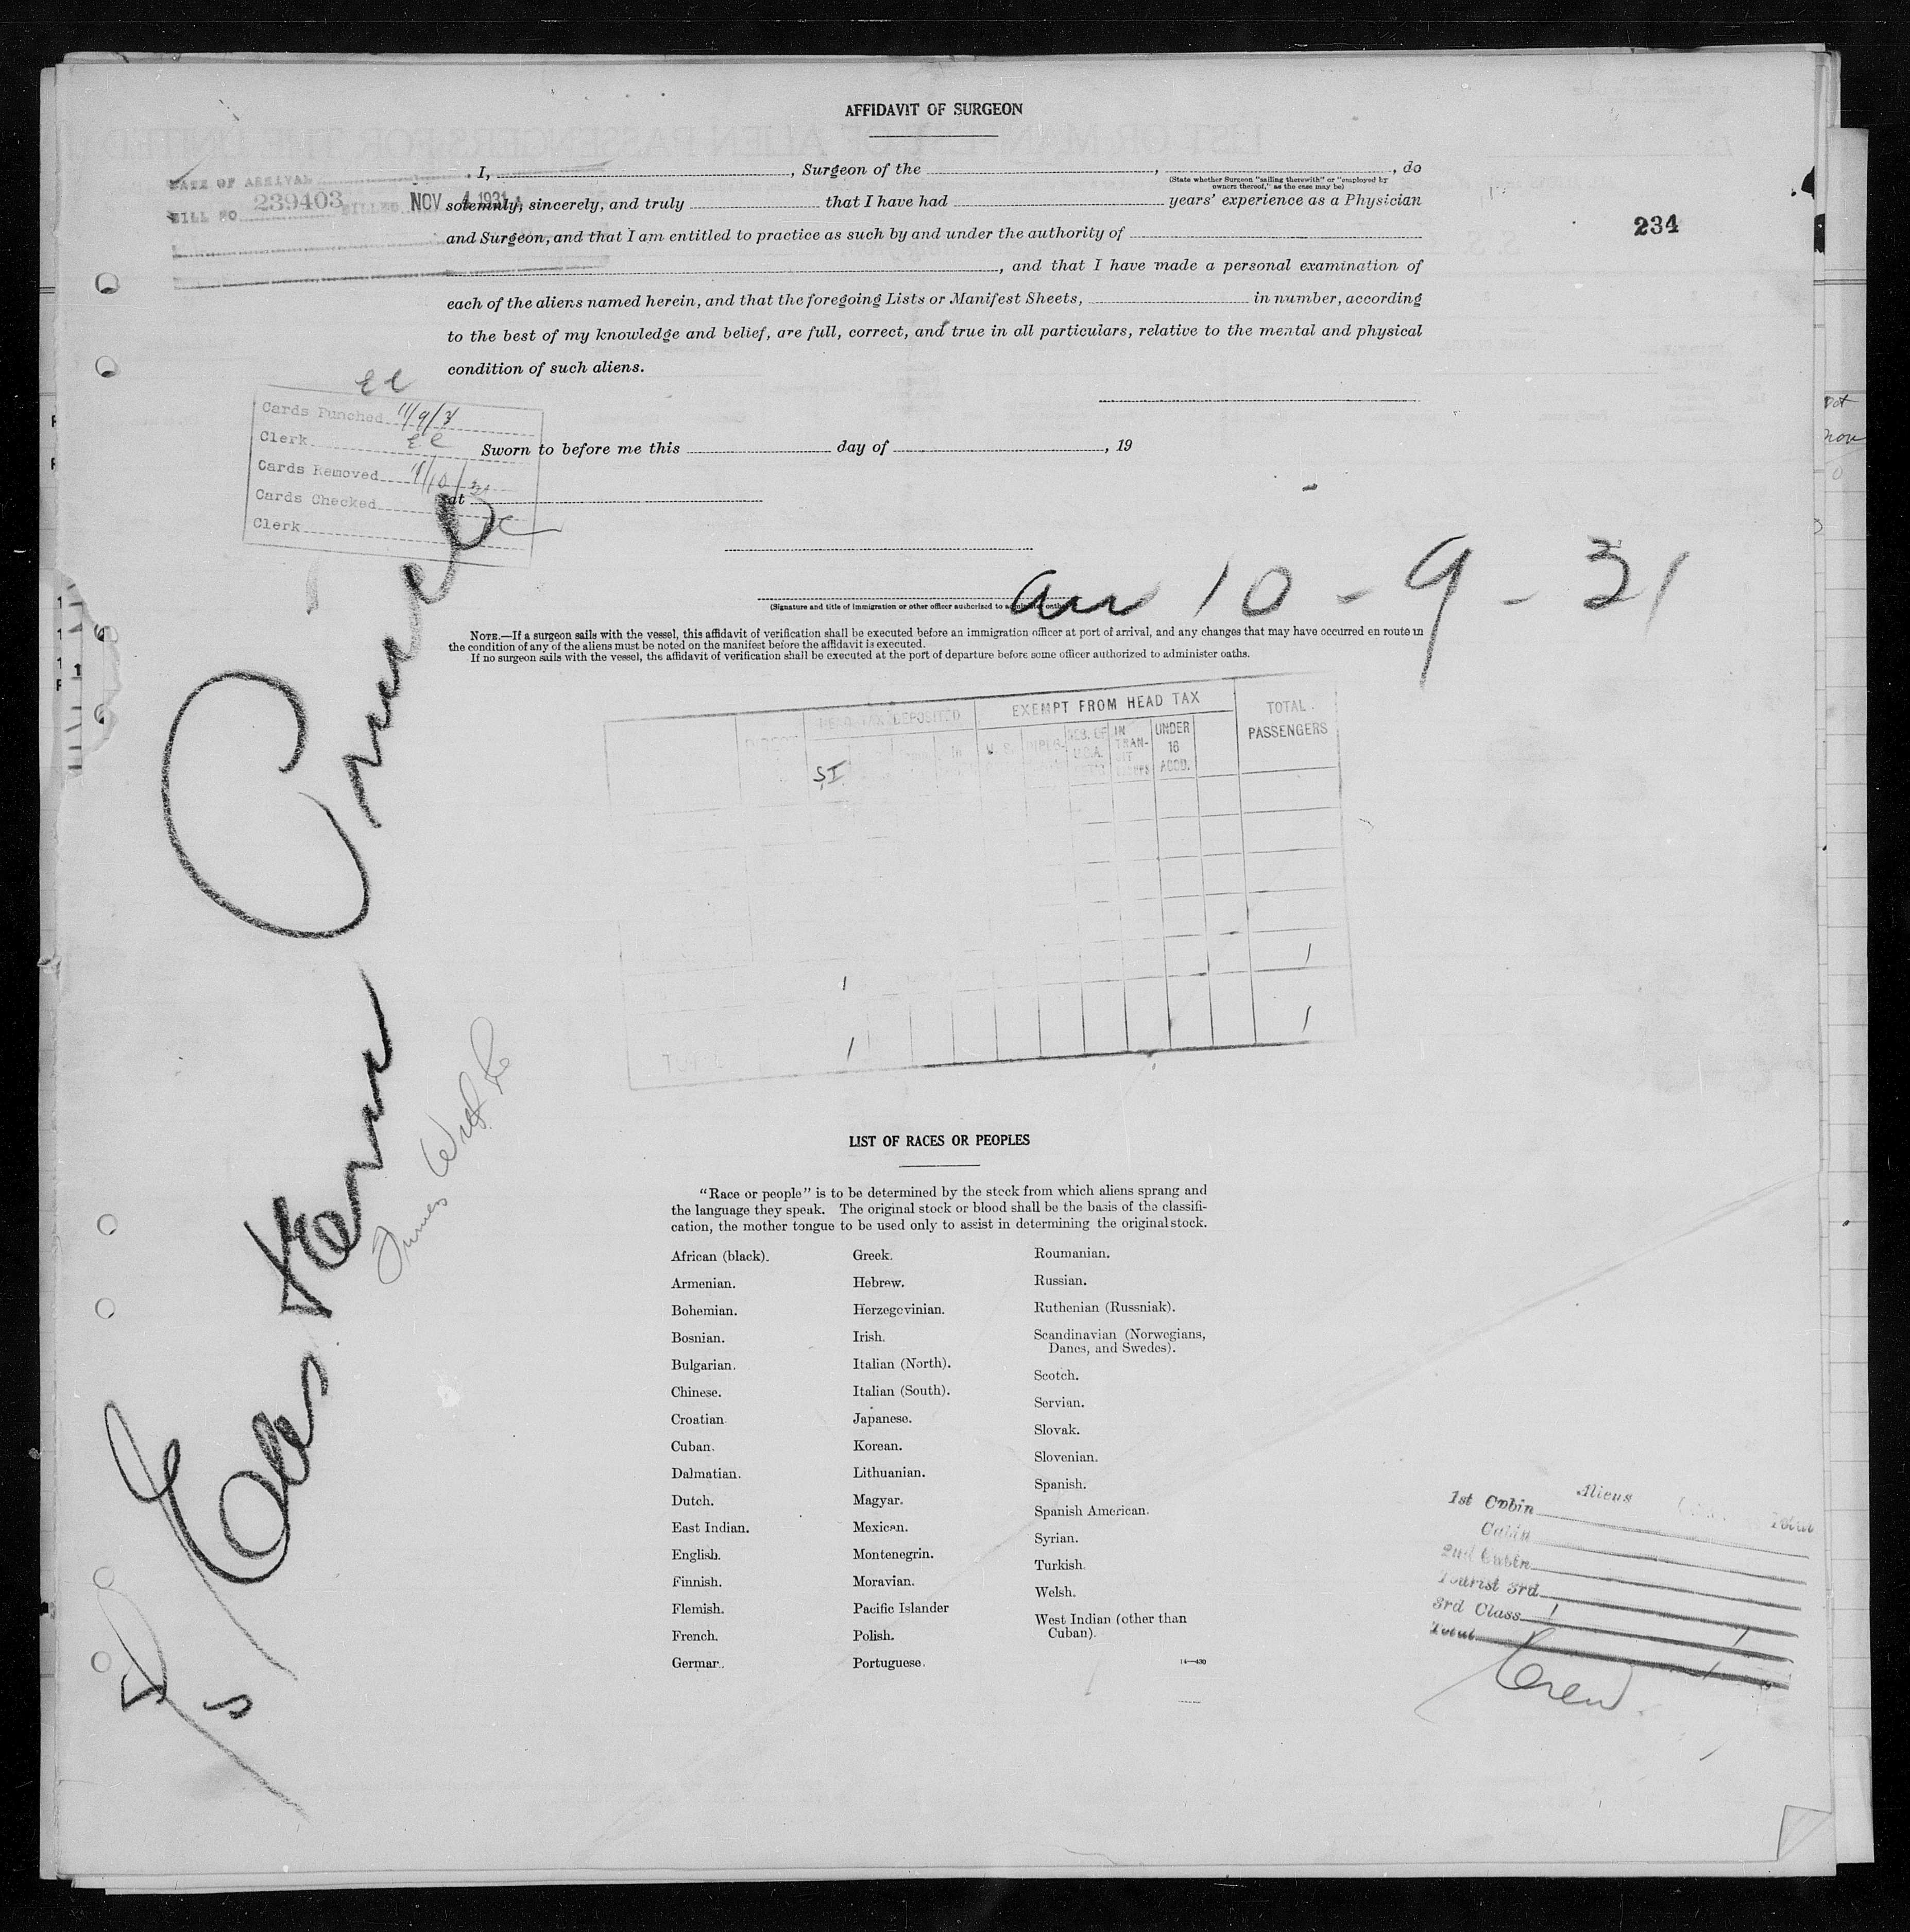 AFFIDAVIT OF SURGEON
I, , Surgeon of the , , do
(State whether Surgeon "sailing therewith" or "employed by
owners thereof," as the case may be)
DATE OF ARRIVAL
BILL NO. 239403 BILLED NOV 4 1931
solemnly, sincerely, and truly that I have had years' experience as a Physician
234
and Surgeon, and that I am entitled to practice as such by and under the authority of
, and that I have made a personal examination of
each of the aliens named herein, and that the foregoing Lists or Manifest Sheets, in number, according
to the best of my knowledge and belief, are full, correct, and true in all particulars, relative to the mental and physical
condition of such aliens.
Cards Punched 11/9/31
Clerk
Cards Removed
Cards Checked
Clerk
Sworn to before me this day of , 19
at
(Signature and title of immigration or other officer authorized to administer oaths)
arr 10-9-31
NOTE.—If a surgeon sails with the vessel, this affidavit of verification shall be executed before an immigration officer at port of arrival, and any changes that may have occurred en route in
the condition of any of the aliens must be noted on the manifest before the affidavit is executed.
If no surgeon sails with the vessel, the affidavit of verification shall be executed at the port of departure before some officer authorized to administer oaths.
HEAD TAX DEPOSITED
EXEMPT FROM HEAD TAX
TOTAL
PASSENGERS
U. S.
IN
TRAN-
SIT
UNDER
16
ACCD.
SI
1
1
1
TOTAL 1
Eastern Prince
LIST OF RACES OR PEOPLES
"Race or people" is to be determined by the stock from which aliens sprang and
the language they speak. The original stock or blood shall be the basis of the classifi-
cation, the mother tongue to be used only to assist in determining the original stock.
African (black).
Armenian.
Bohemian.
Bosnian.
Bulgarian.
Chinese.
Croatian.
Cuban.
Dalmatian.
Dutch.
East Indian.
English.
Finnish.
Flemish.
French.
German.
Greek.
Hebrew.
Herzegovinian.
Irish.
Italian (North).
Italian (South).
Japanese.
Korean.
Lithuanian.
Magyar.
Mexican.
Montenegrin.
Moravian.
Pacific Islander
Polish.
Portuguese.
Roumanian.
Russian.
Ruthenian (Russniak).
Scandinavian (Norwegians,
Danes, and Swedes).
Scotch.
Servian.
Slovak.
Slovenian.
Spanish.
Spanish American.
Syrian.
Turkish.
Welsh.
West Indian (other than
Cuban).
14—430
Aliens Total
1st Cabin
Cabin
2nd Cabin
Tourist 3rd
3rd Class 1 1
Total
Crew.